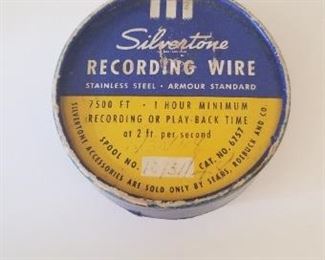 Silvertone
RECORDING WIRE
STAINLESS STEEL · ARMOUR STANDARD
7500 FT · 1 HOUR MINIMUM
RECORDING OR PLAY-BACK TIME
at 2 ft. per second
SPOOL NO. CAT. NO. 6757
SILVERTONE ACCESSORIES ARE SOLD ONLY BY SEARS, ROEBUCK AND CO.